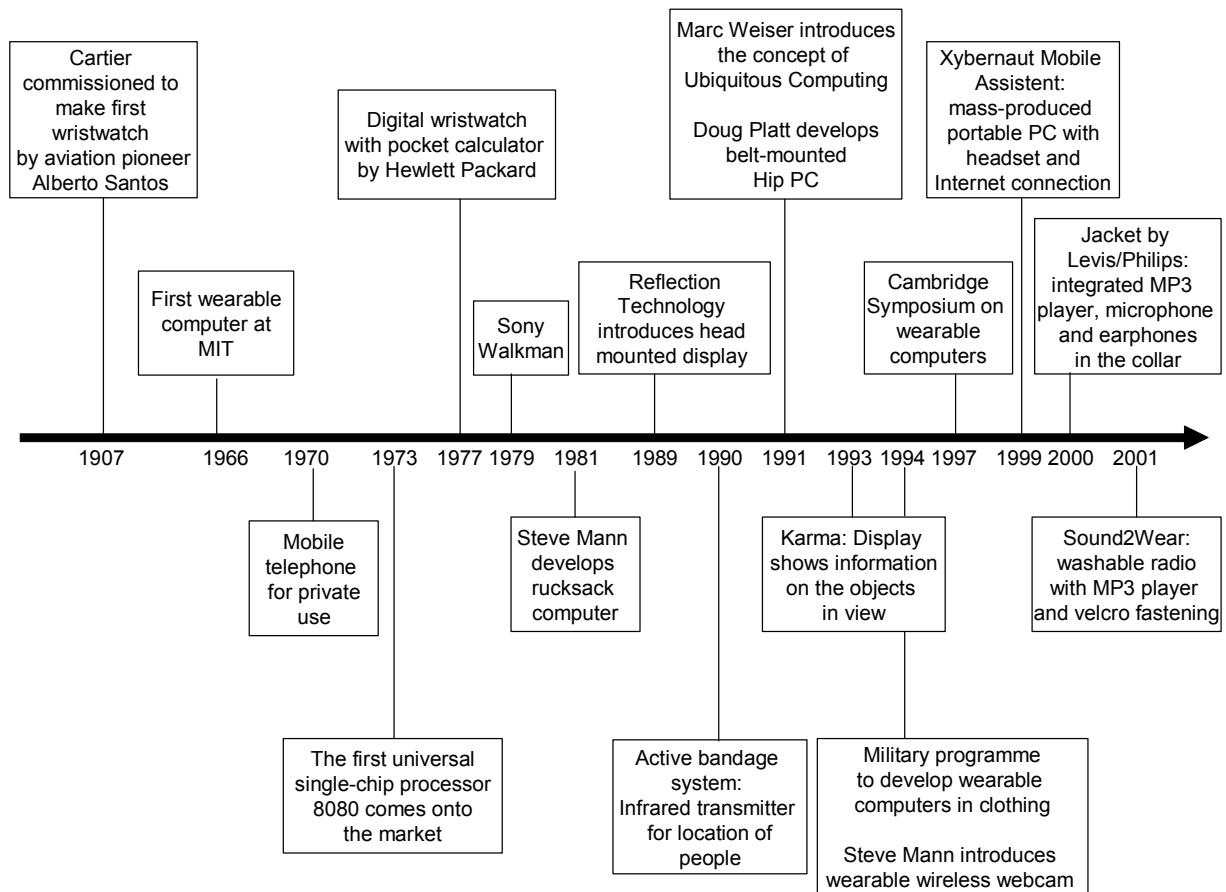 Cartier
commissioned to
make first
wristwatch
by aviation pioneer
Alberto Santos
First wearable
computer at
MIT
Digital wristwatch
with pocket calculator
by Hewlett Packard
Sony
Walkman
Reflection
Technology
introduces head
mounted display
Marc Weiser introduces
the concept of
Ubiquitous Computing
Doug Platt develops
belt-mounted
Hip PC
Cambridge
Symposium on
wearable
computers
Xybernaut Mobile
Assistent:
mass-produced
portable PC with
headset and
Internet connection
Jacket by
Levis/Philips:
integrated MP3
player, microphone
and earphones
in the collar
1907 1966 1970 1973 1977 1979 1981 1989 1990 1991 1993 1994 1997 1999 2000 2001
Mobile
telephone
for private
use
The first universal
single-chip processor
8080 comes onto
the market
Steve Mann
develops
rucksack
computer
Active bandage
system:
Infrared transmitter
for location of
people
Karma: Display
shows information
on the objects
in view
Military programme
to develop wearable
computers in clothing
Steve Mann introduces
wearable wireless webcam
Sound2Wear:
washable radio
with MP3 player
and velcro fastening